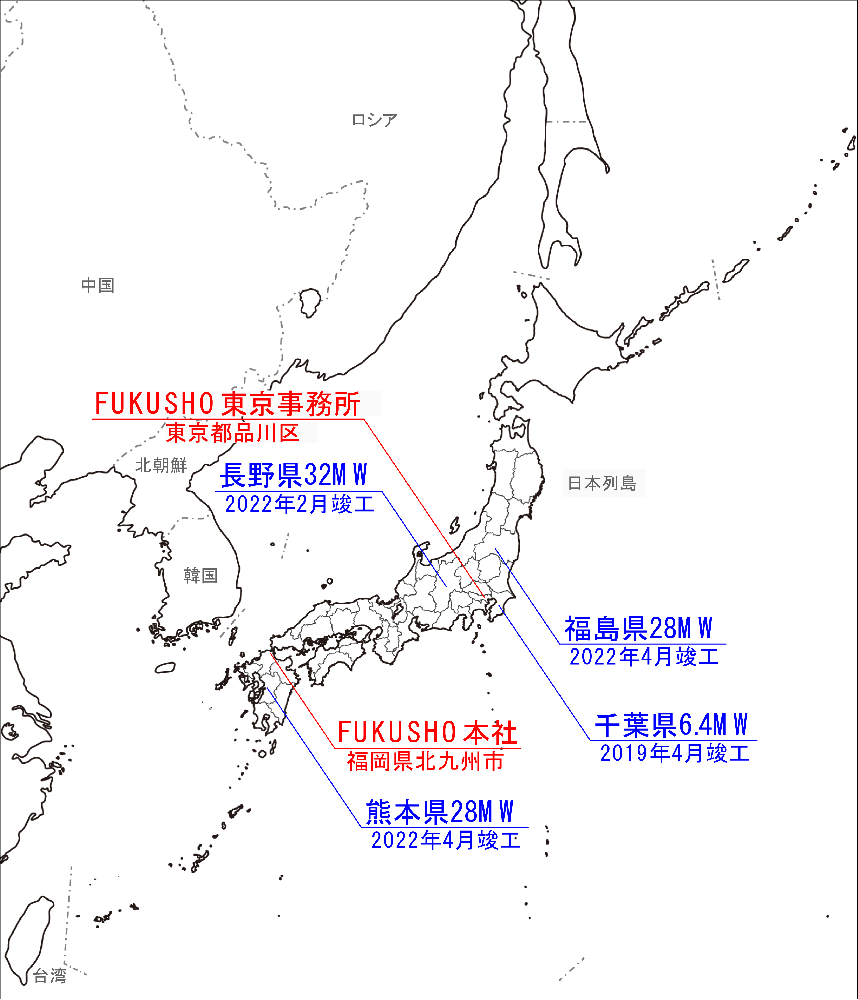 ロシア
中国
FUKUSHO 東京事務所
東京都品川区
北朝鮮
長野県32MW
2022年2月竣工
日本列島
韓国
福島県28MW
2022年4月竣工
千葉県6.4MW
2019年4月竣工
FUKUSHO 本社
福岡県北九州市
熊本県28MW
2022年4月竣工
台湾